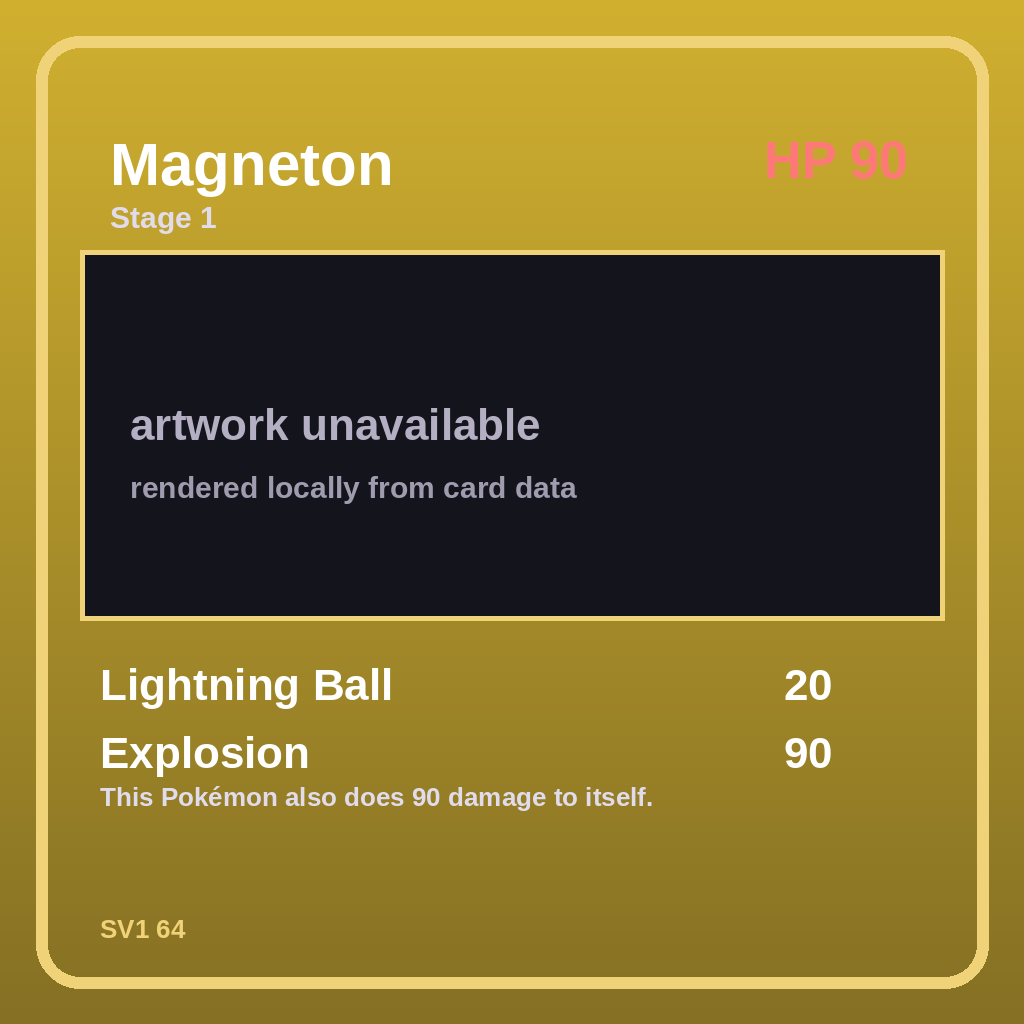 Magneton
HP 90
Stage 1
artwork unavailable
rendered locally from card data
Lightning Ball 20
Explosion 90
This Pokémon also does 90 damage to itself.
SV1 64